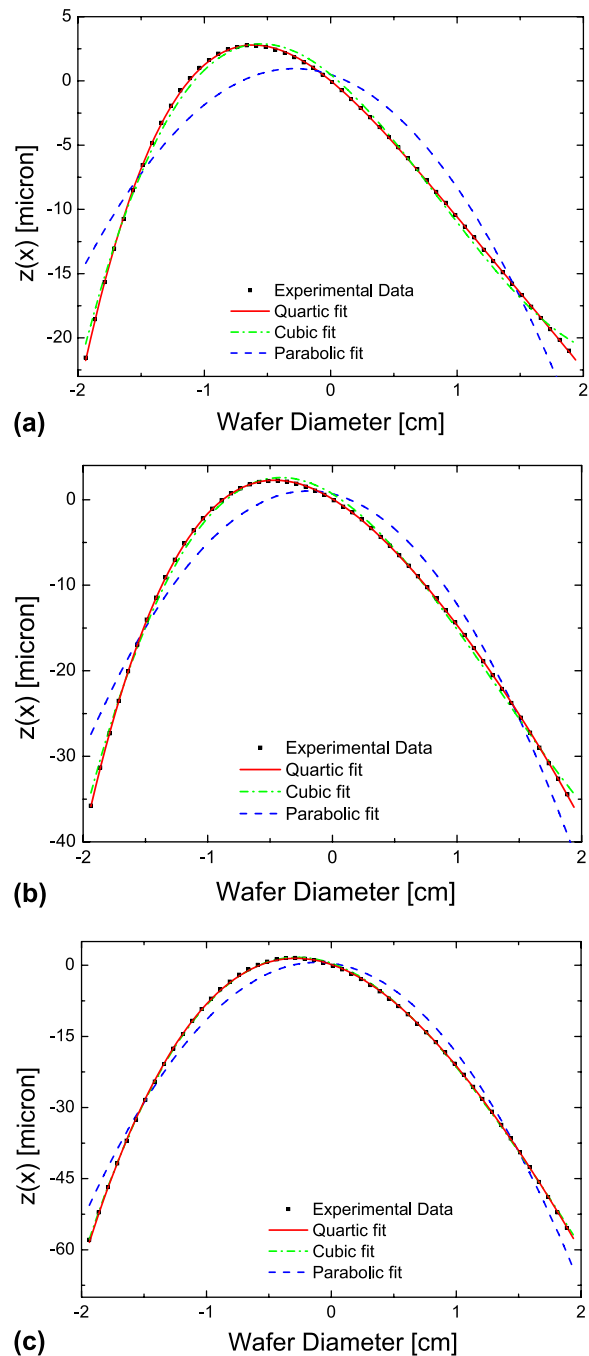 5
0
-5
-10
-15
-20
z(x) [micron]
Experimental Data
Quartic fit
Cubic fit
Parabolic fit
-2 -1 0 1 2
(a) Wafer Diameter [cm]
0
-10
-20
-30
-40
z(x) [micron]
Experimental Data
Quartic fit
Cubic fit
Parabolic fit
-2 -1 0 1 2
(b) Wafer Diameter [cm]
0
-15
-30
-45
-60
z(x) [micron]
Experimental Data
Quartic fit
Cubic fit
Parabolic fit
-2 -1 0 1 2
(c) Wafer Diameter [cm]